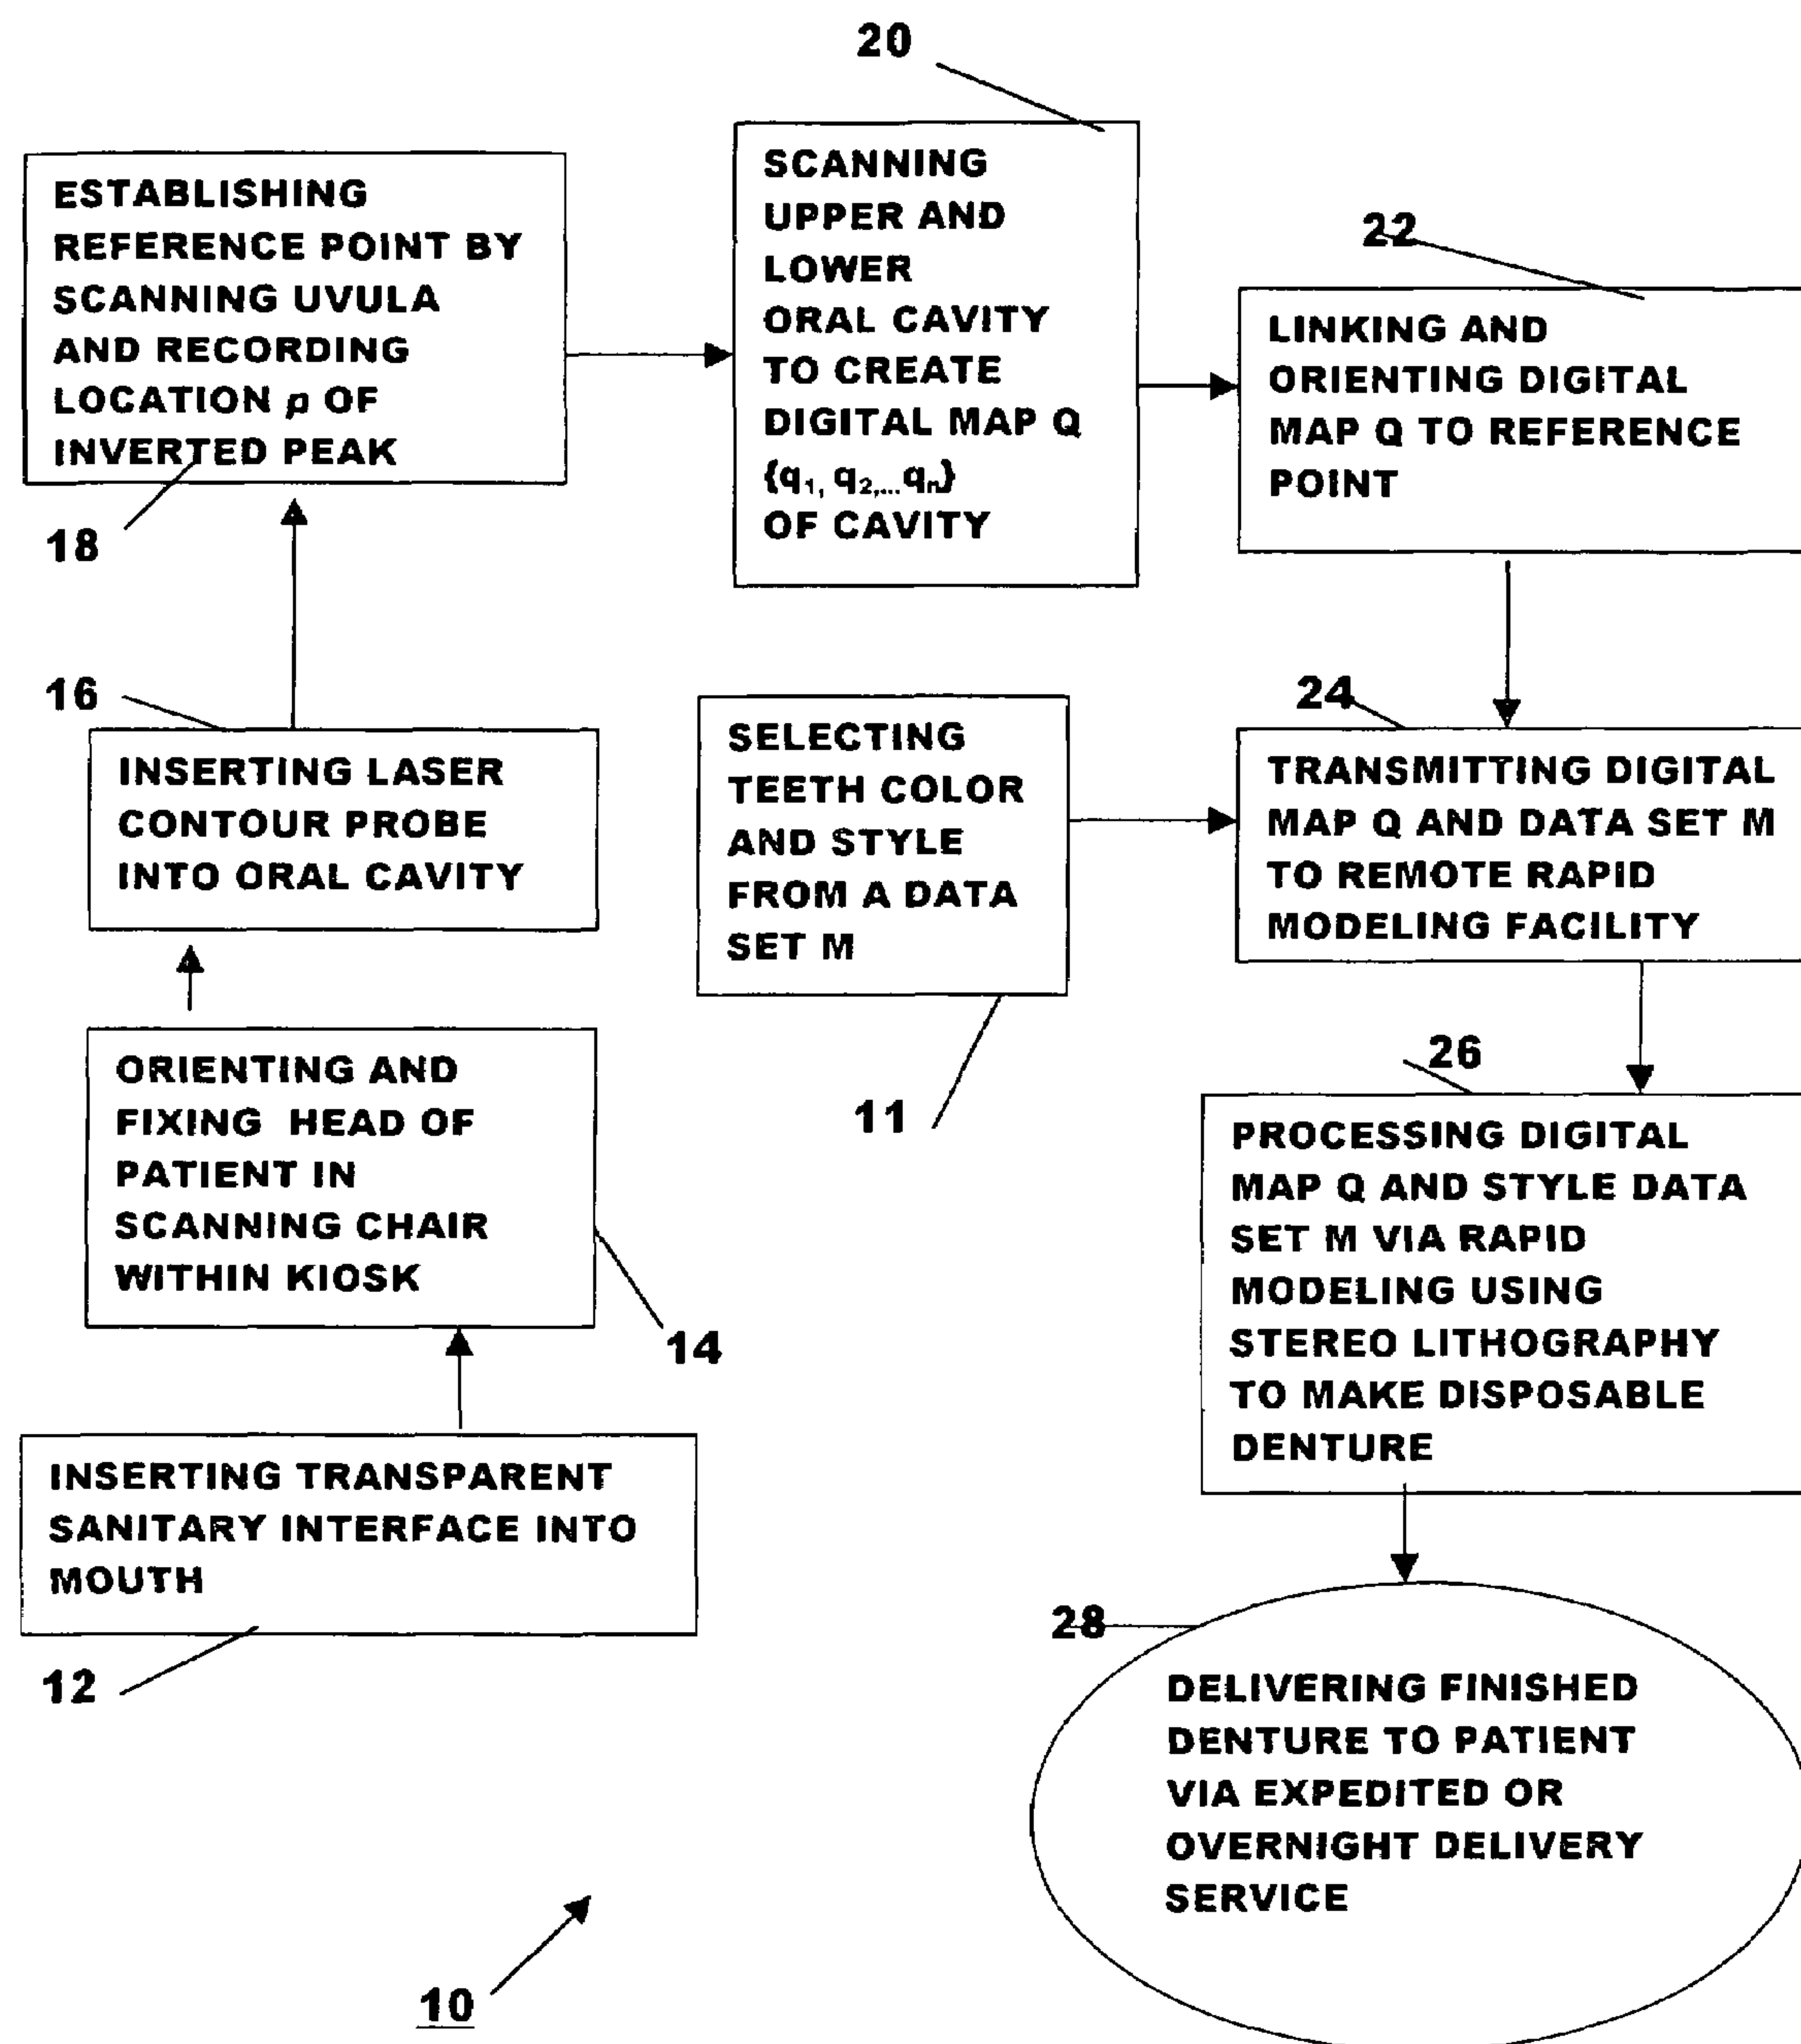 20
ESTABLISHING
REFERENCE POINT BY
SCANNING UVULA
AND RECORDING
LOCATION ρ OF
INVERTED PEAK
18
SCANNING
UPPER AND
LOWER
ORAL CAVITY
TO CREATE
DIGITAL MAP Q
{q₁, q₂,...qₙ}
OF CAVITY
22
LINKING AND
ORIENTING DIGITAL
MAP Q TO REFERENCE
POINT
16
INSERTING LASER
CONTOUR PROBE
INTO ORAL CAVITY
SELECTING
TEETH COLOR
AND STYLE
FROM A DATA
SET M
11
24
TRANSMITTING DIGITAL
MAP Q AND DATA SET M
TO REMOTE RAPID
MODELING FACILITY
ORIENTING AND
FIXING HEAD OF
PATIENT IN
SCANNING CHAIR
WITHIN KIOSK
14
26
PROCESSING DIGITAL
MAP Q AND STYLE DATA
SET M VIA RAPID
MODELING USING
STEREO LITHOGRAPHY
TO MAKE DISPOSABLE
DENTURE
INSERTING TRANSPARENT
SANITARY INTERFACE INTO
MOUTH
12
28
DELIVERING FINISHED
DENTURE TO PATIENT
VIA EXPEDITED OR
OVERNIGHT DELIVERY
SERVICE
10